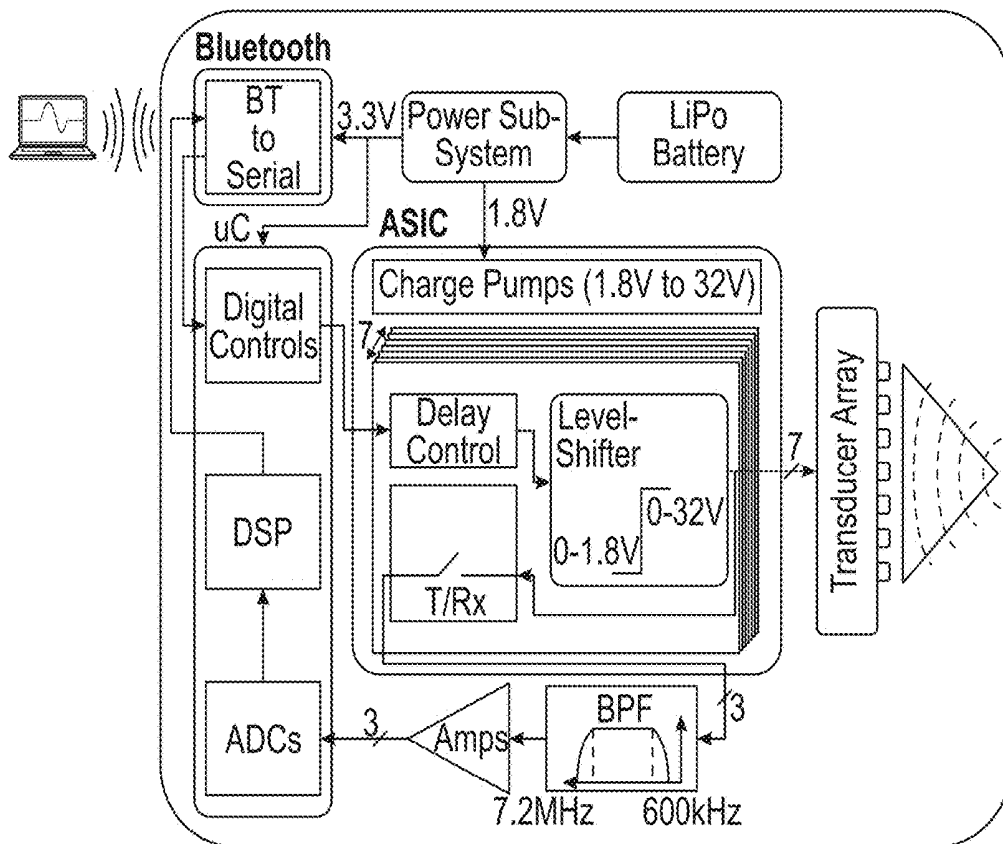 Bluetooth
BT
to
Serial
3.3V
Power Sub-
System
LiPo
Battery
1.8V
uC
ASIC
Charge Pumps (1.8V to 32V)
Digital
Controls
7
Delay
Control
Level-
Shifter
0-32V
0-1.8V
7
Transducer Array
DSP
T/Rx
ADCs
3
Amps
BPF
3
7.2MHz
600kHz